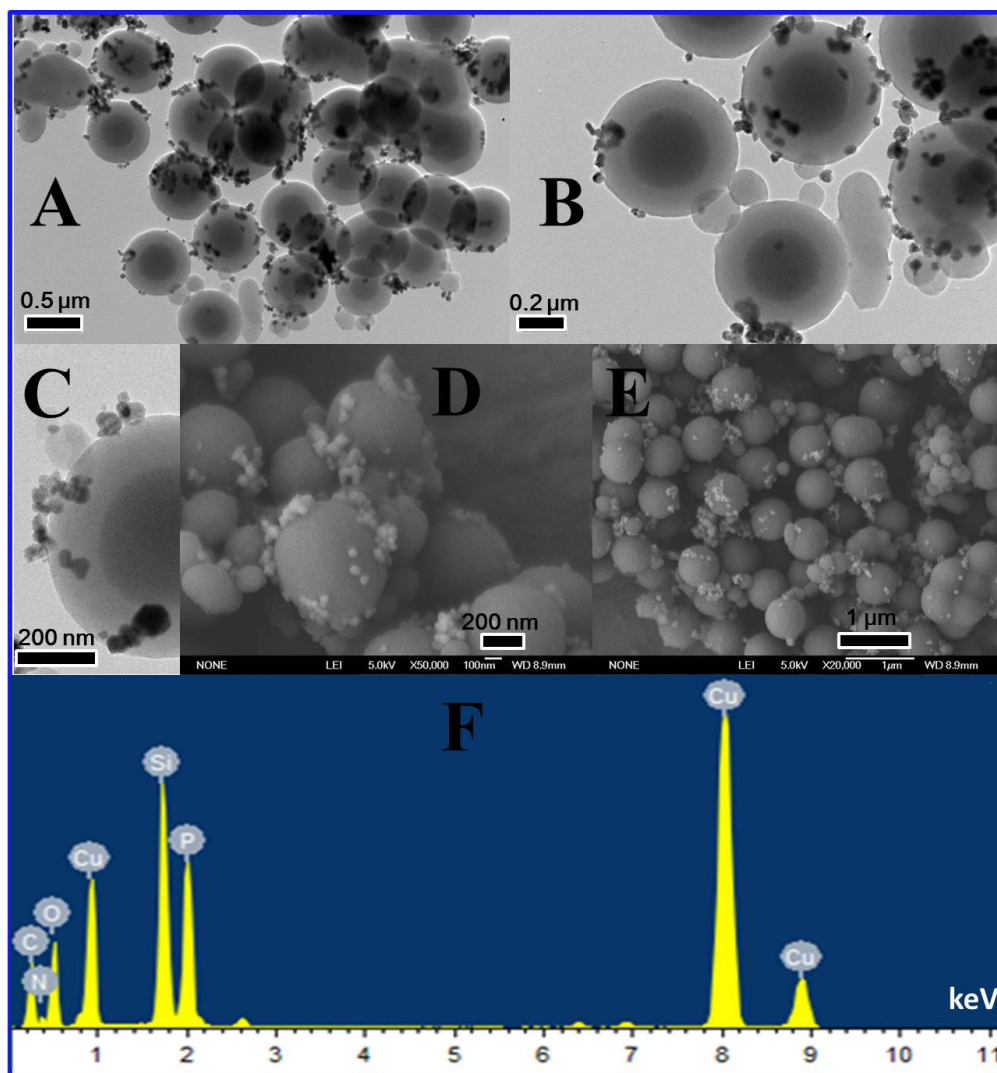 A
0.5 µm
B
0.2 µm
C
200 nm
D
200 nm
NONE LEI 5.0kV X50,000 100nm WD 8.9mm
E
1 µm
NONE LEI 5.0kV X20,000 1µm WD 8.9mm
F
Cu
Si
P
Cu
O
C
N
Cu
keV
1 2 3 4 5 6 7 8 9 10 11